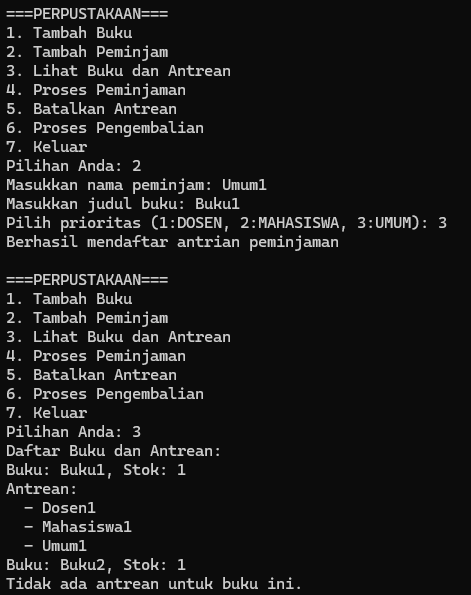 ===PERPUSTAKAAN===
1. Tambah Buku
2. Tambah Peminjam
3. Lihat Buku dan Antrean
4. Proses Peminjaman
5. Batalkan Antrean
6. Proses Pengembalian
7. Keluar
Pilihan Anda: 2
Masukkan nama peminjam: Umum1
Masukkan judul buku: Buku1
Pilih prioritas (1:DOSEN, 2:MAHASISWA, 3:UMUM): 3
Berhasil mendaftar antrian peminjaman

===PERPUSTAKAAN===
1. Tambah Buku
2. Tambah Peminjam
3. Lihat Buku dan Antrean
4. Proses Peminjaman
5. Batalkan Antrean
6. Proses Pengembalian
7. Keluar
Pilihan Anda: 3
Daftar Buku dan Antrean:
Buku: Buku1, Stok: 1
Antrean:
  - Dosen1
  - Mahasiswa1
  - Umum1
Buku: Buku2, Stok: 1
Tidak ada antrean untuk buku ini.